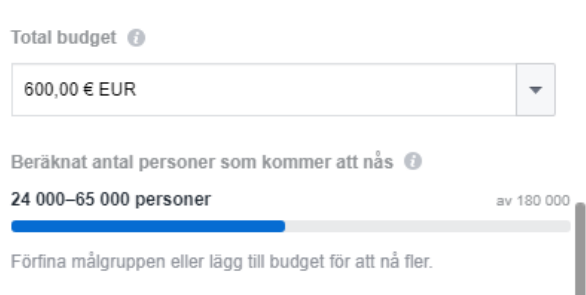 Total budget
600,00 € EUR
Beräknat antal personer som kommer att nås
24 000–65 000 personer
av 180 000
Förfina målgruppen eller lägg till budget för att nå fler.